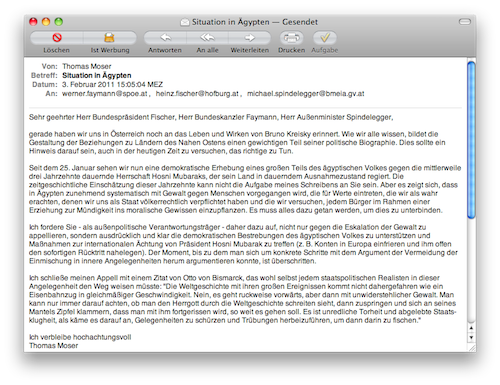 Situation in Ägypten — Gesendet
Löschen Ist Werbung Antworten An alle Weiterleiten Drucken Aufgabe
Von: Thomas Moser
Betreff: Situation in Ägypten
Datum: 3. Februar 2011 15:05:04 MEZ
An: werner.faymann@spoe.at , heinz.fischer@hofburg.at , michael.spindelegger@bmeia.gv.at
Sehr geehrter Herr Bundespräsident Fischer, Herr Bundeskanzler Faymann, Herr Außenminister Spindelegger,
gerade haben wir uns in Österreich noch an das Leben und Wirken von Bruno Kreisky erinnert. Wie wir alle wissen, bildet die
Gestaltung der Beziehungen zu Ländern des Nahen Ostens einen gewichtigen Teil seiner politische Biographie. Dies sollte ein
Hinweis darauf sein, auch in der heutigen Zeit zu versuchen, das richtige zu Tun.
Seit dem 25. Januar sehen wir nun eine demokratische Erhebung eines großen Teils des ägyptischen Volkes gegen die mittlerweile
drei Jahrzehnte dauernde Herrschaft Hosni Mubaraks, der sein Land in dauerndem Ausnahmezustand regiert. Die
zeitgeschichtliche Einschätzung dieser Jahrzehnte kann nicht die Aufgabe meines Schreibens an Sie sein. Aber es zeigt sich, dass
in Ägypten zunehmend systematisch mit Gewalt gegen Menschen vorgegangen wird, die für Werte eintreten, die wir als wahr
erachten, denen wir uns als Staat völkerrechtlich verpflichtet haben und die wir versuchen, jedem Bürger im Rahmen einer
Erziehung zur Mündigkeit ins moralische Gewissen einzupflanzen. Es muss alles dazu getan werden, um dies zu unterbinden.
Ich fordere Sie - als außenpolitische Verantwortungsträger - daher dazu auf, nicht nur gegen die Eskalation der Gewalt zu
appellieren, sondern ausdrücklich und klar die demokratischen Bestrebungen des ägyptischen Volkes zu unterstützen und
Maßnahmen zur internationalen Ächtung von Präsident Hosni Mubarak zu treffen (z. B. Konten in Europa einfrieren und ihm offen
den sofortigen Rücktritt nahelegen). Der Moment, bis zu dem man sich um konkrete Schritte mit dem Argument der Vermeidung der
Einmischung in innere Angelegenheiten herum argumentieren konnte, ist überschritten.
Ich schließe meinen Appell mit einem Zitat von Otto von Bismarck, das wohl selbst jedem staatspolitischen Realisten in dieser
Angelegenheit den Weg weisen müsste: "Die Weltgeschichte mit ihren großen Ereignissen kommt nicht dahergefahren wie ein
Eisenbahnzug in gleichmäßiger Geschwindigkeit. Nein, es geht ruckweise vorwärts, aber dann mit unwiderstehlicher Gewalt. Man
kann nur immer darauf achten, ob man den Herrgott durch die Weltgeschichte schreiten sieht, dann zuspringen und sich an seines
Mantels Zipfel klammern, dass man mit ihm fortgerissen wird, so weit es gehen soll. Es ist unredliche Torheit und abgelebte Staats-
klugheit, als käme es darauf an, Gelegenheiten zu schürzen und Trübungen herbeizuführen, um dann darin zu fischen."
Ich verbleibe hochachtungsvoll
Thomas Moser